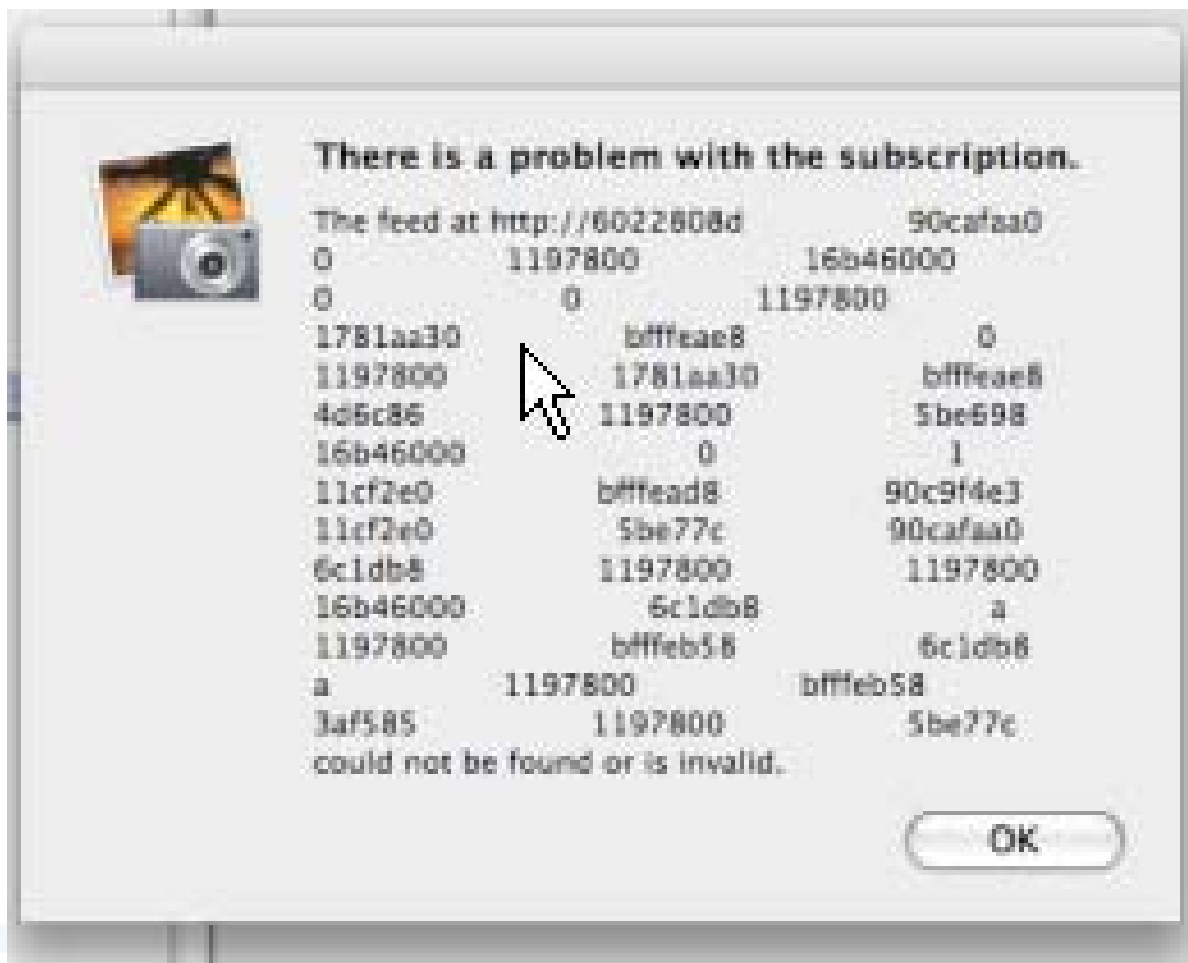 There is a problem with the subscription.
The feed at http://6022808d 90cafaa0
0 1197800 16b46000
0 0 1197800
1781aa30 bfffeae8 0
1197800 1781aa30 bfffeae8
4d6c86 1197800 5be698
16b46000 0 1
11cf2e0 bfffead8 90c9f4e3
11cf2e0 5be77c 90cafaa0
6c1db8 1197800 1197800
16b46000 6c1db8 a
1197800 bfffeb58 6c1db8
a 1197800 bfffeb58
3af585 1197800 5be77c
could not be found or is invalid.
OK